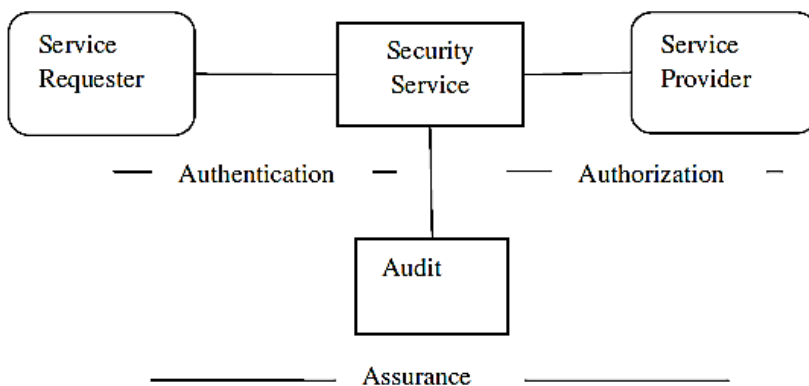 Service
Requester
Security
Service
Service
Provider
Authentication
Authorization
Audit
Assurance